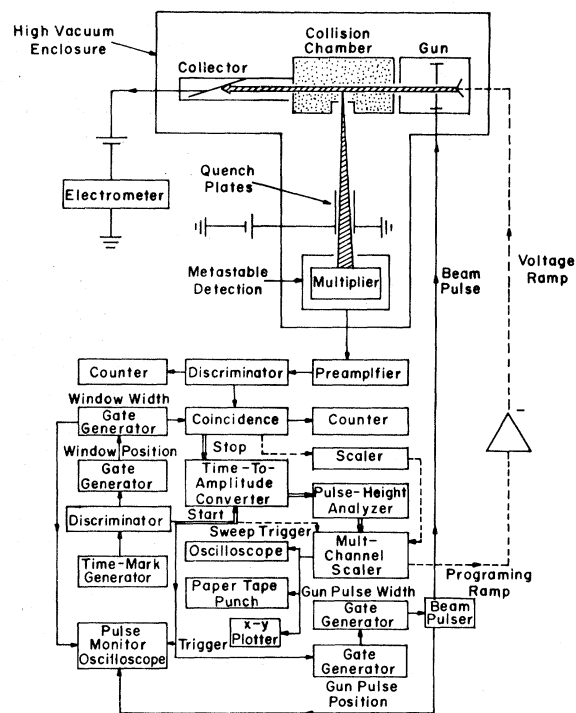 High Vacuum
Enclosure
Collision
Chamber
Gun
Collector
Electrometer
Quench
Plates
Metastable
Detection
Multiplier
Beam
Pulse
Voltage
Ramp
Counter
Discriminator
Preamplfier
Window Width
Gate
Generator
Coincidence
Counter
Window Position
Stop
Scaler
Gate
Generator
Time-To-
Amplitude
Converter
Pulse-Height
Analyzer
Discriminator
Start
Sweep Trigger
Mult-
Channel
Scaler
Oscilloscope
Time-Mark
Generator
Programing
Ramp
Paper Tape
Punch
Gun Pulse Width
Gate
Generator
Beam
Pulser
x-y
Plotter
Pulse
Monitor
Oscilloscope
Trigger
Gate
Generator
Gun Pulse
Position